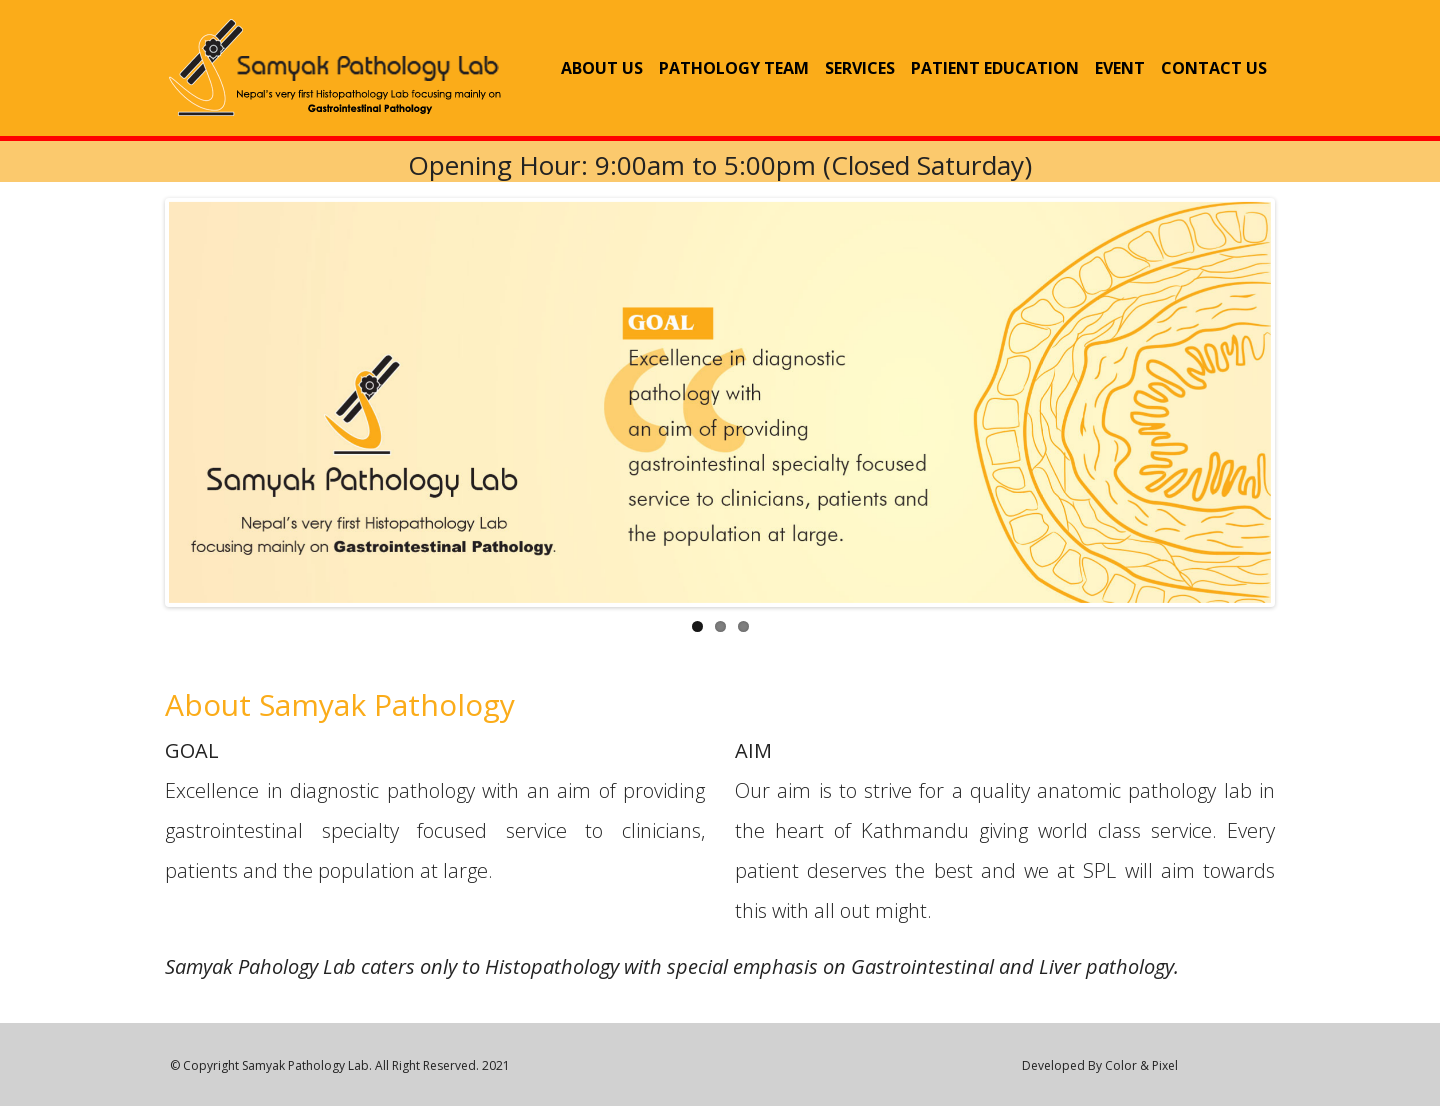 Samyak Pathology Lab
Nepal's very first Histopathology Lab focusing mainly on
Gastrointestinal Pathology
ABOUT US PATHOLOGY TEAM SERVICES PATIENT EDUCATION EVENT CONTACT US
Opening Hour: 9:00am to 5:00pm (Closed Saturday)
Samyak Pathology Lab
Nepal's very first Histopathology Lab
focusing mainly on Gastrointestinal Pathology.
GOAL
Excellence in diagnostic
pathology with
an aim of providing
gastrointestinal specialty focused
service to clinicians, patients and
the population at large.
About Samyak Pathology
GOAL
Excellence in diagnostic pathology with an aim of providing
gastrointestinal specialty focused service to clinicians,
patients and the population at large.
AIM
Our aim is to strive for a quality anatomic pathology lab in
the heart of Kathmandu giving world class service. Every
patient deserves the best and we at SPL will aim towards
this with all out might.
Samyak Pahology Lab caters only to Histopathology with special emphasis on Gastrointestinal and Liver pathology.
© Copyright Samyak Pathology Lab. All Right Reserved. 2021
Developed By Color & Pixel